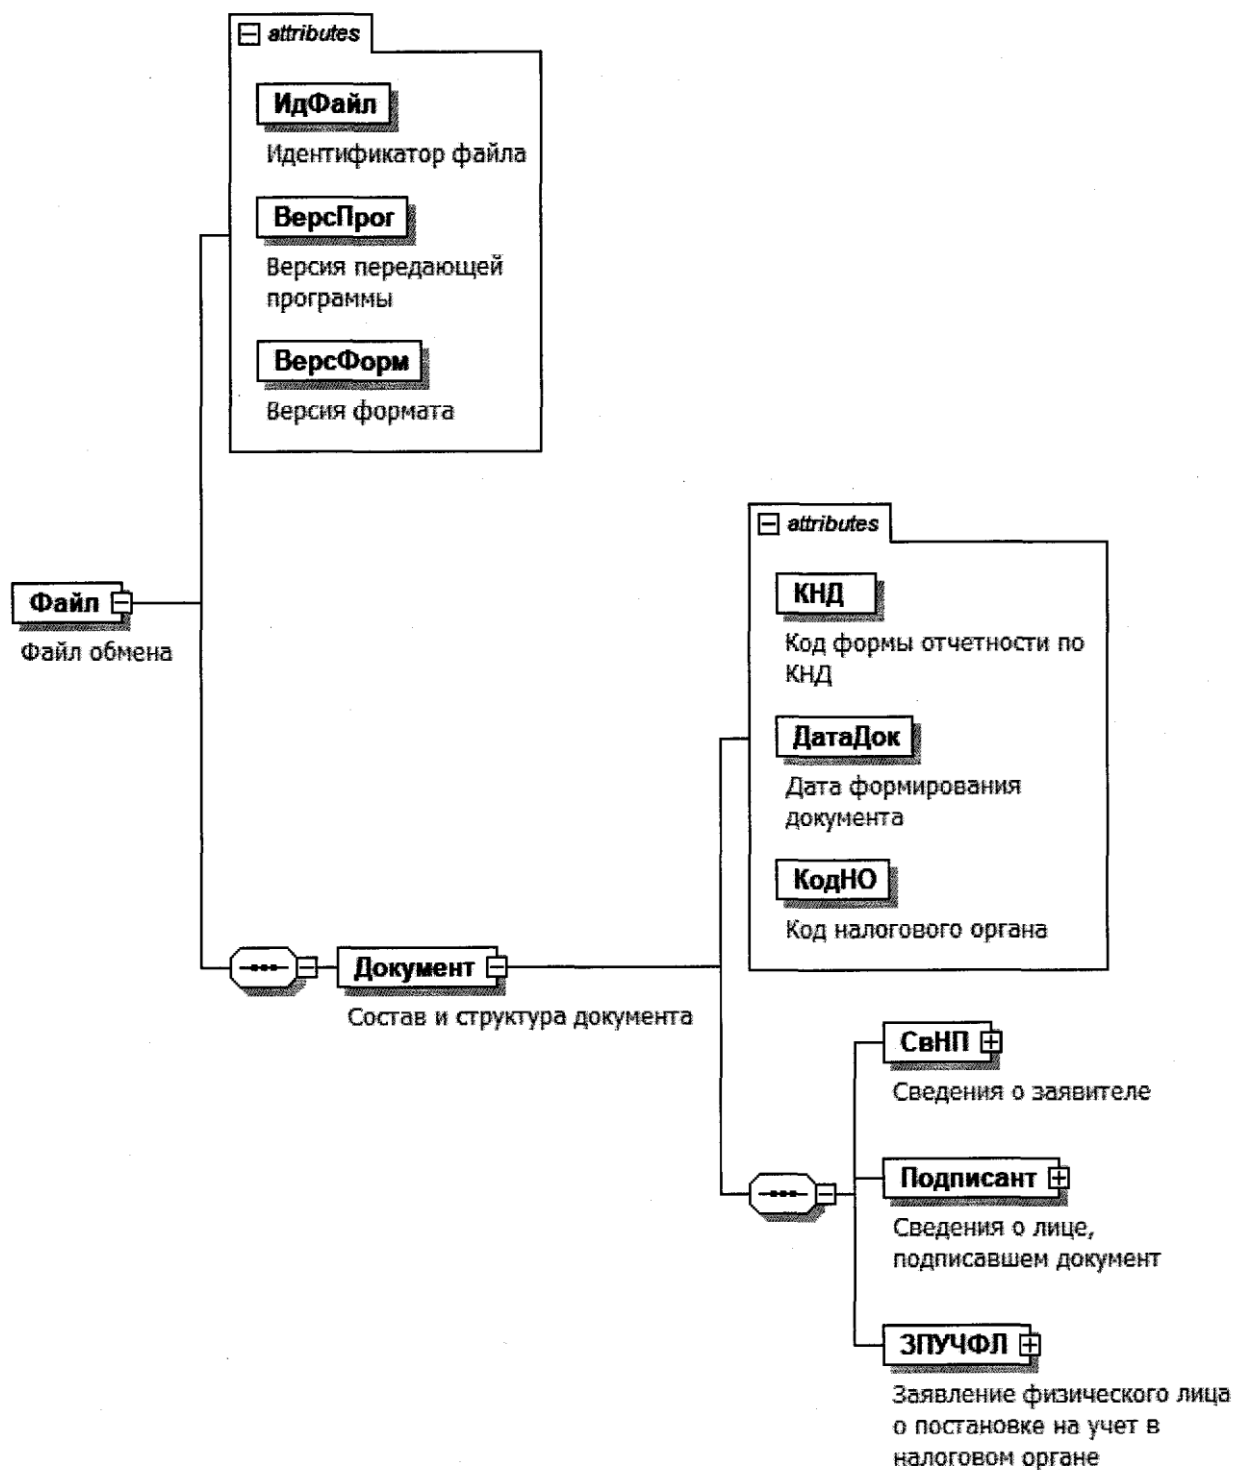 attributes
ИдФайл
Идентификатор файла
ВерсПрог
Версия передающей
программы
ВерсФорм
Версия формата
Файл
Файл обмена
attributes
КНД
Код формы отчетности по
КНД
ДатаДок
Дата формирования
документа
КодНО
Код налогового органа
Документ
Состав и структура документа
СвНП
Сведения о заявителе
Подписант
Сведения о лице,
подписавшем документ
ЗПУЧФЛ
Заявление физического лица
о постановке на учет в
налоговом органе